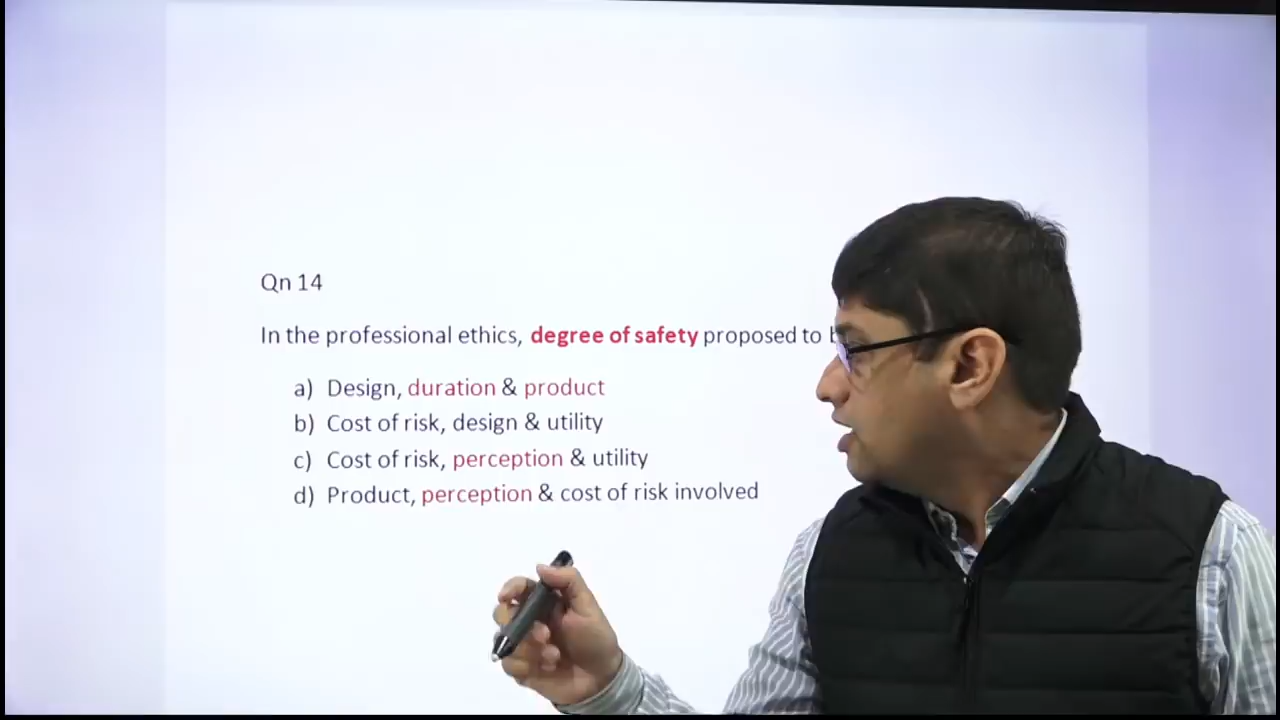 Qn 14
In the professional ethics, degree of safety proposed to
a) Design, duration & product
b) Cost of risk, design & utility
c) Cost of risk, perception & utility
d) Product, perception & cost of risk involved